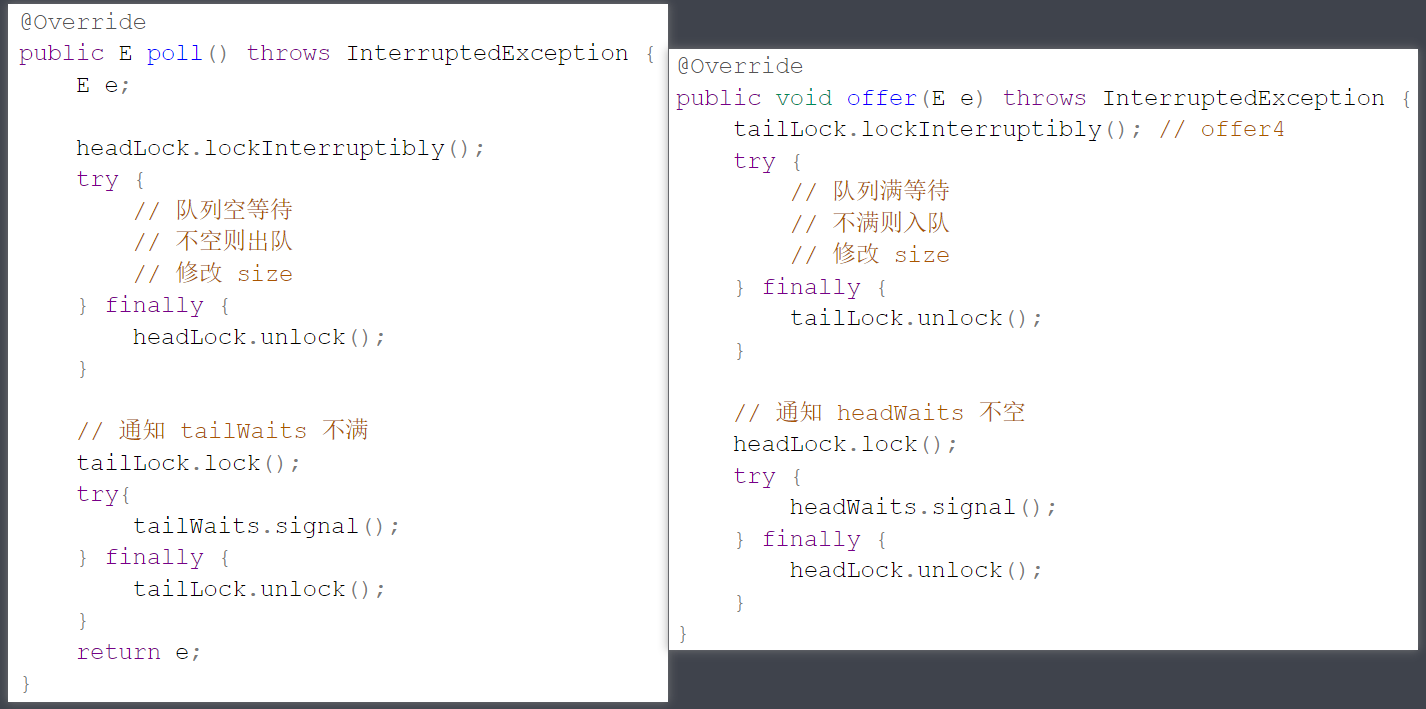 @Override
public E poll() throws InterruptedException {
    E e;

    headLock.lockInterruptibly();
    try {
        // 队列空等待
        // 不空则出队
        // 修改 size
    } finally {
        headLock.unlock();
    }

    // 通知 tailWaits 不满
    tailLock.lock();
    try{
        tailWaits.signal();
    } finally {
        tailLock.unlock();
    }
    return e;
}
@Override
public void offer(E e) throws InterruptedException {
    tailLock.lockInterruptibly(); // offer4
    try {
        // 队列满等待
        // 不满则入队
        // 修改 size
    } finally {
        tailLock.unlock();
    }

    // 通知 headWaits 不空
    headLock.lock();
    try {
        headWaits.signal();
    } finally {
        headLock.unlock();
    }
}